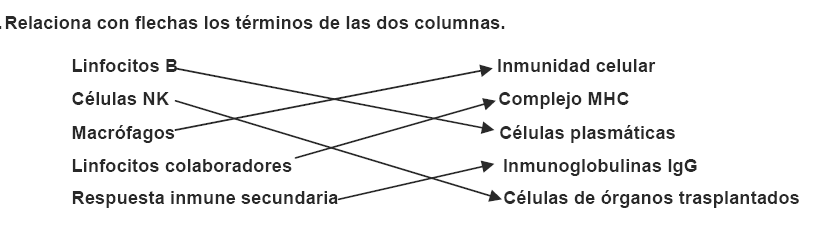 .Relaciona con flechas los términos de las dos columnas.
Linfocitos B Inmunidad celular
Células NK Complejo MHC
Macrófagos Células plasmáticas
Linfocitos colaboradores Inmunoglobulinas IgG
Respuesta inmune secundaria Células de órganos trasplantados